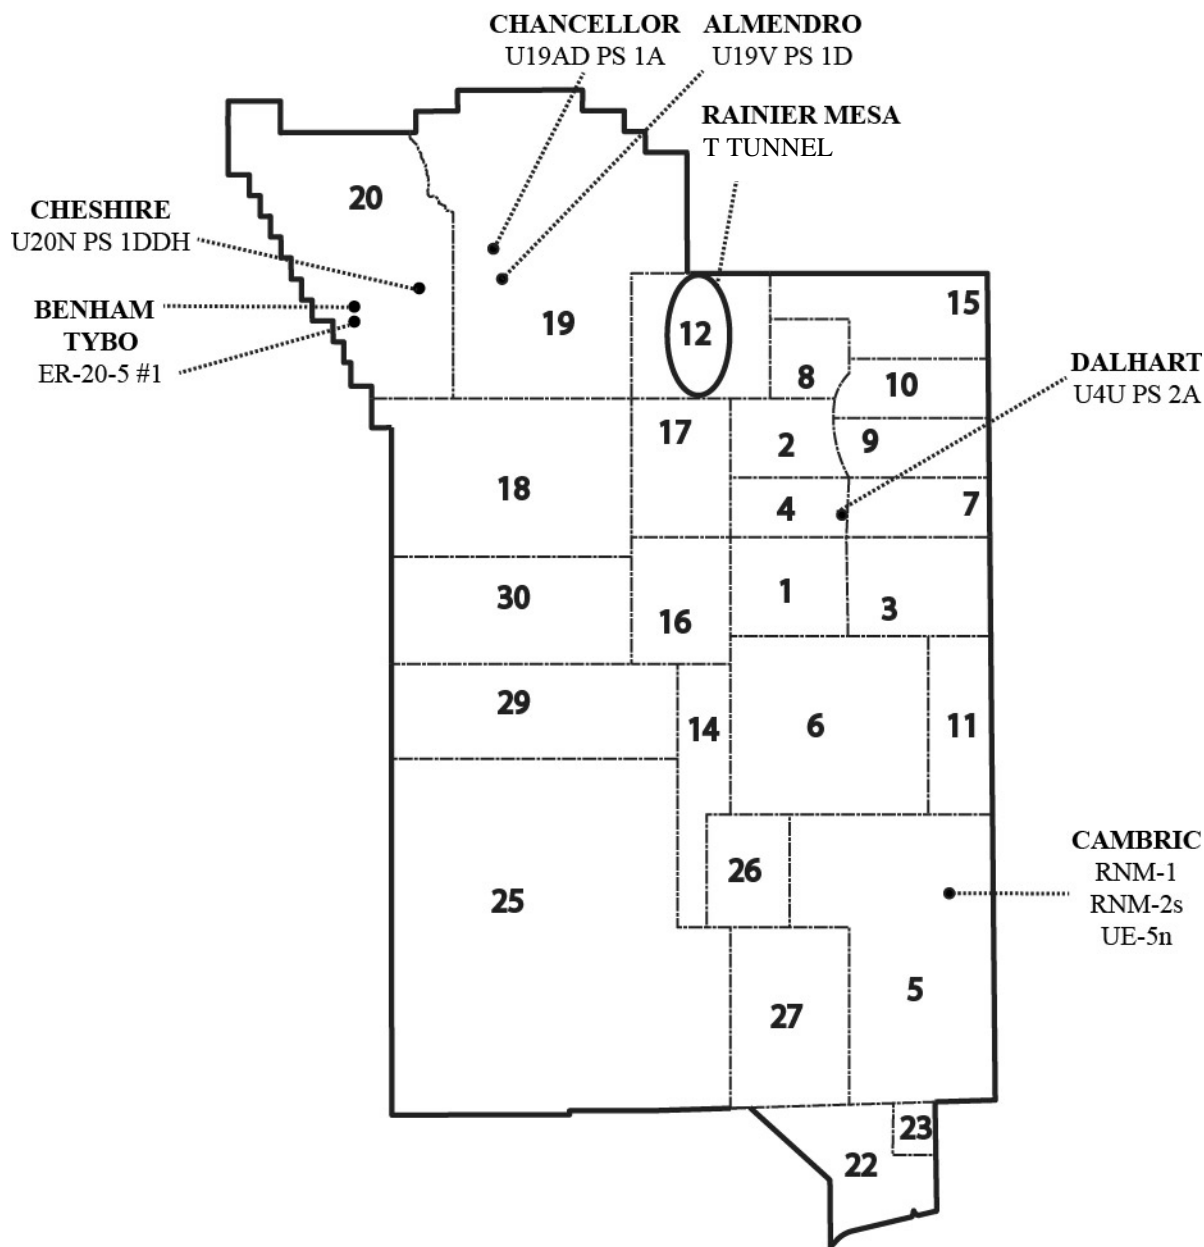 CHANCELLOR
U19AD PS 1A
ALMENDRO
U19V PS 1D
RAINIER MESA
T TUNNEL
CHESHIRE
U20N PS 1DDH
BENHAM
TYBO
ER-20-5 #1
DALHART
U4U PS 2A
20
19
12
15
8
10
17
2
9
18
4
7
30
16
1
3
29
14
6
11
25
26
CAMBRIC
RNM-1
RNM-2s
UE-5n
5
27
23
22